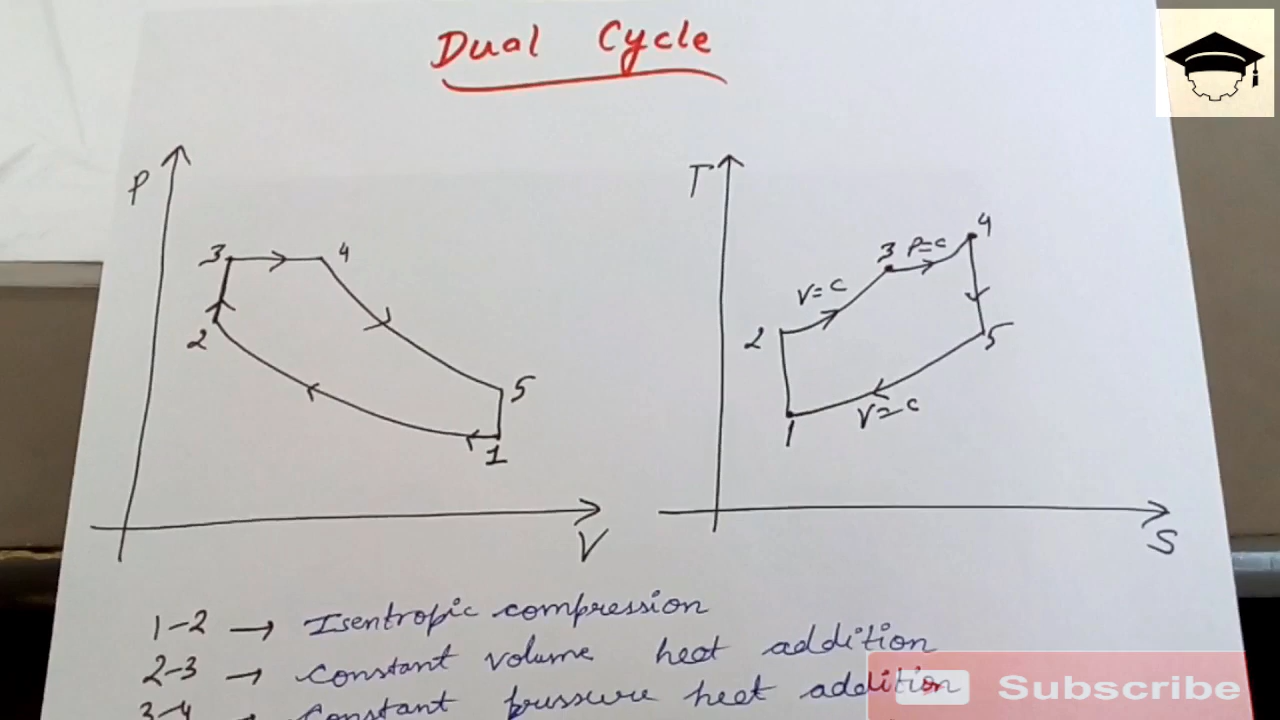 Dual Cycle
P
3
4
2
5
1
V
T
4
3
P=C
V=C
2
5
V=C
1
S
1-2 → Isentropic compression
2-3 → constant volume heat addition
3-4 → constant pressure heat addition
Subscribe